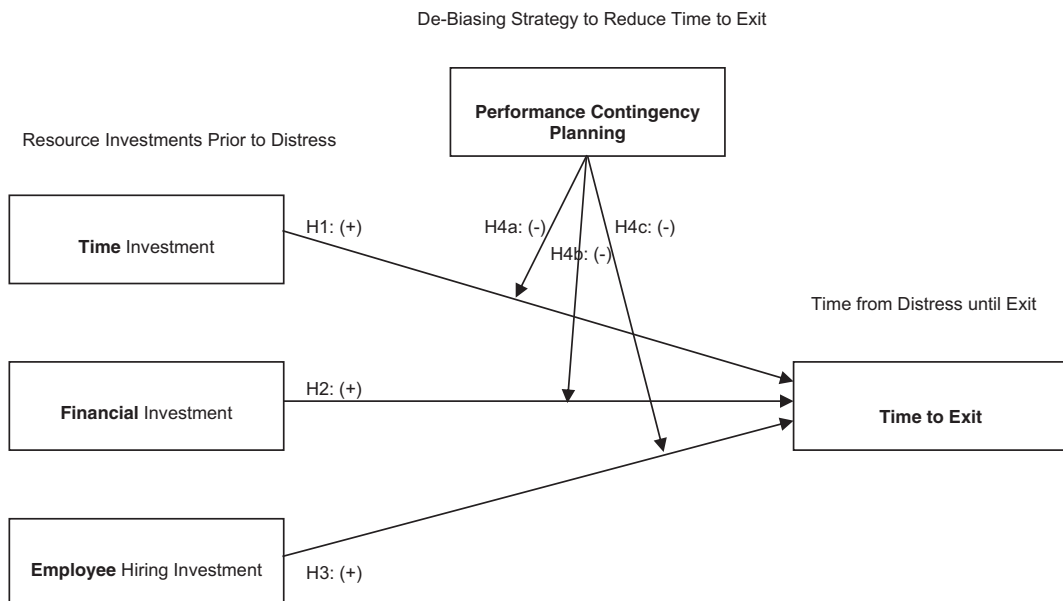 De-Biasing Strategy to Reduce Time to Exit
Performance Contingency
Planning
Resource Investments Prior to Distress
Time Investment
H1: (+)
H4a: (-)
H4c: (-)
H4b: (-)
Time from Distress until Exit
Financial Investment
H2: (+)
Time to Exit
Employee Hiring Investment
H3: (+)